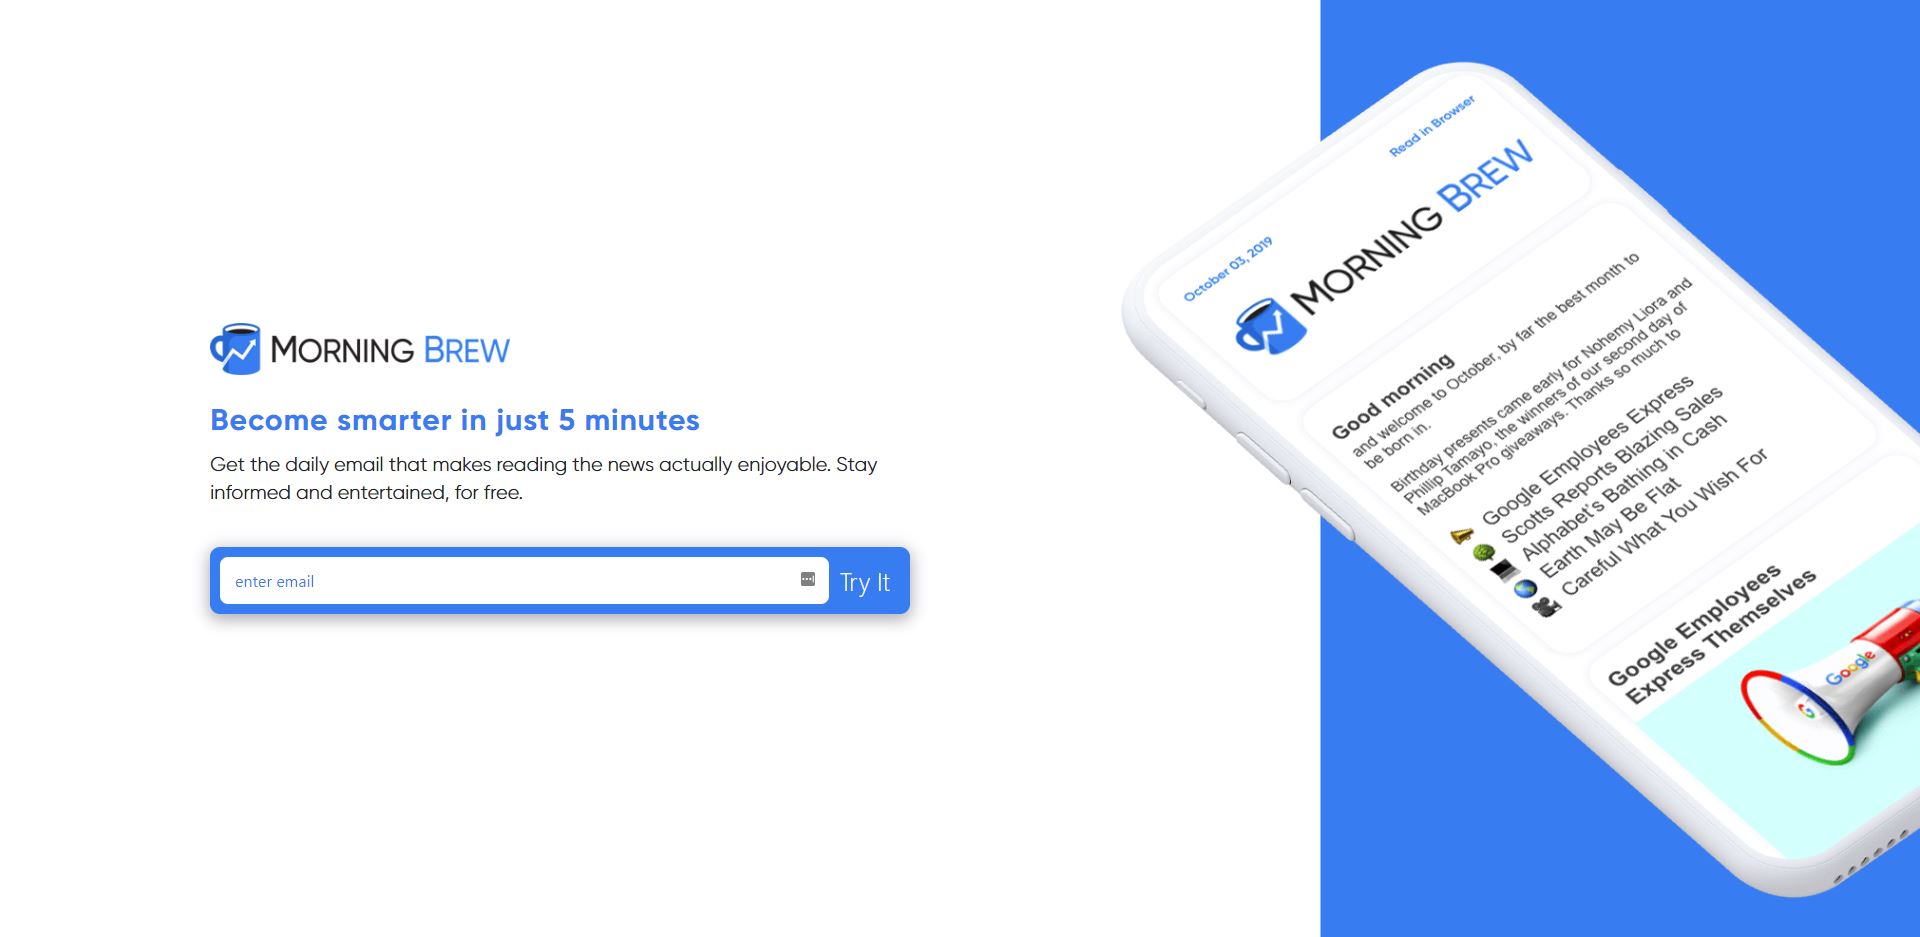 MORNING BREW
Become smarter in just 5 minutes
Get the daily email that makes reading the news actually enjoyable. Stay
informed and entertained, for free.
enter email
Try It
Read in Browser
October 03, 2019
MORNING BREW
Good morning
and welcome to October, by far the best month to
be born in.
Birthday presents came early for Nohemy Liora and
Phillip Tamayo, the winners of our second day of
MacBook Pro giveaways. Thanks so much to
Google Employees Express
Scotts Reports Blazing Sales
Alphabet's Bathing in Cash
Earth May Be Flat
Careful What You Wish For
Google Employees
Express Themselves
Google
G